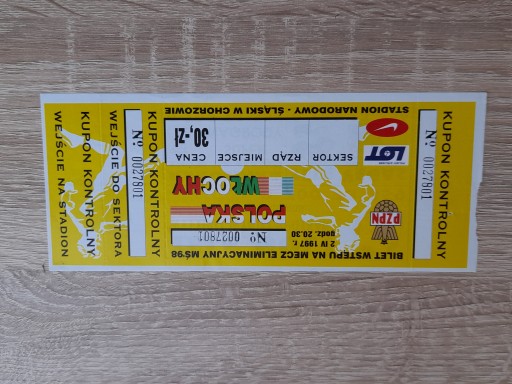 BILET WSTĘPU NA MECZ ELIMINACYJNY MŚ'98
2 IV 1997 r.
godz. 20.30
No 0027801
PZPN
POLSKA
WŁOCHY
LOT
SEKTOR RZĄD MIEJSCE CENA
30,-zł
STADION NARODOWY - ŚLĄSKI W CHORZOWIE
KUPON KONTROLNY
No 0027801
KUPON KONTROLNY
No 0027801
WEJŚCIE DO SEKTORA
KUPON KONTROLNY
WEJŚCIE NA STADION